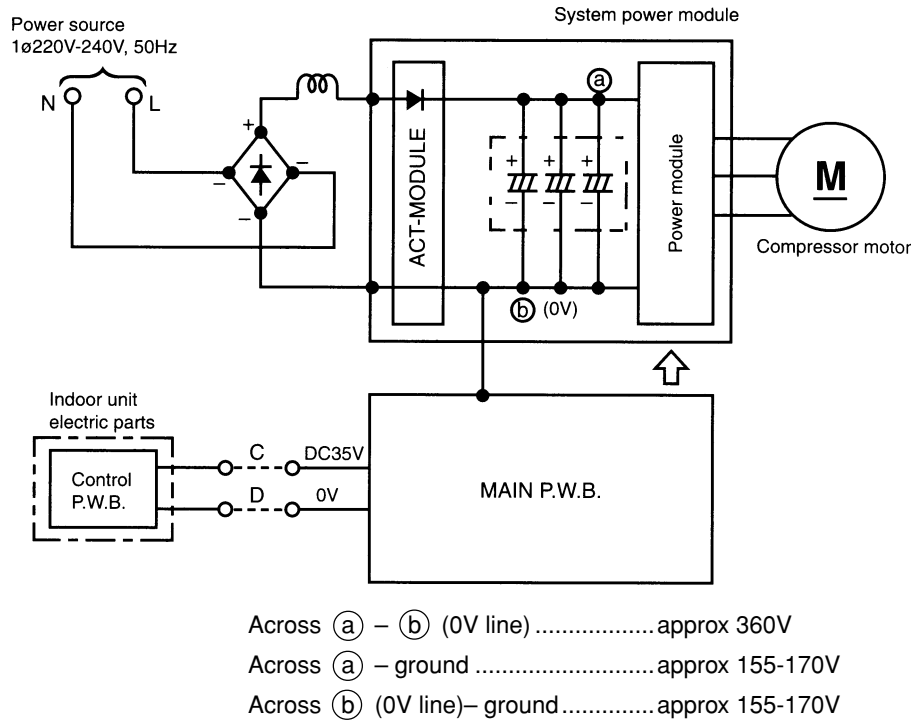 Power source
1ø220V-240V, 50Hz
System power module
N
L
+
–
–
–
ACT-MODULE
a
+
+
+
–
–
–
b (0V)
Power module
M
Compressor motor
Indoor unit
electric parts
Control
P.W.B.
C
DC35V
D
0V
MAIN P.W.B.
Across a – b (0V line) .................. approx 360V
Across a – ground ........................... approx 155-170V
Across b (0V line)– ground .............. approx 155-170V